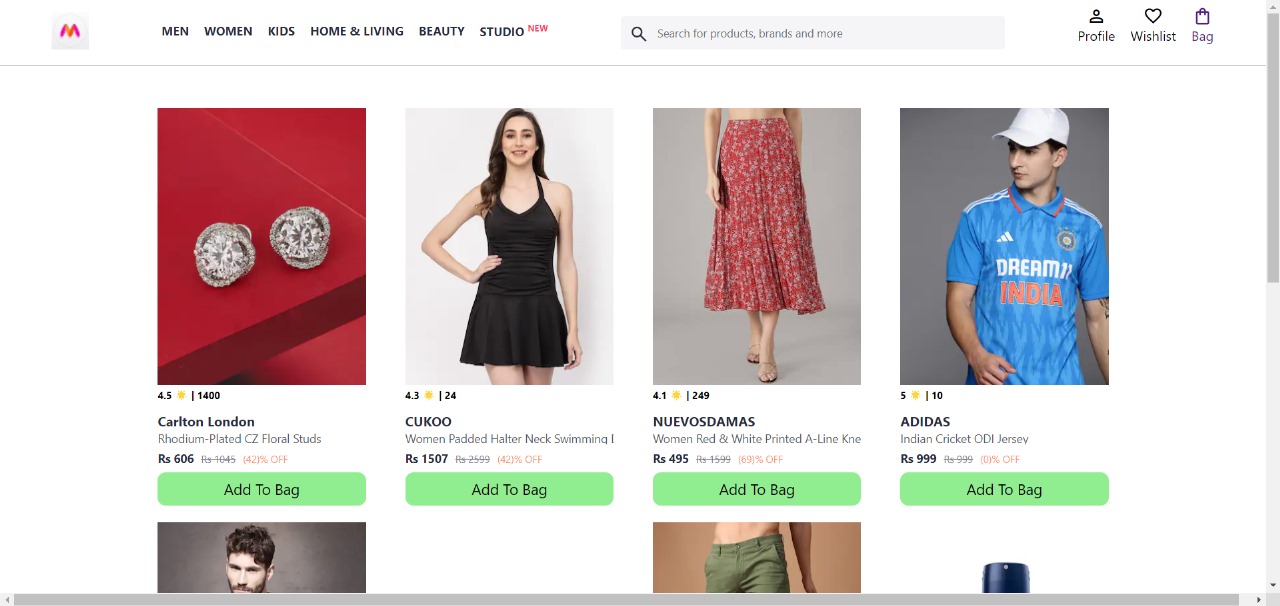 MEN WOMEN KIDS HOME & LIVING BEAUTY STUDIO NEW
Search for products, brands and more
Profile Wishlist Bag
DREAM11
INDIA
4.5 | 1400
Carlton London
Rhodium-Plated CZ Floral Studs
Rs 606 Rs 1045 (42)% OFF
Add To Bag
4.3 | 24
CUKOO
Women Padded Halter Neck Swimming
Rs 1507 Rs 2599 (42)% OFF
Add To Bag
4.1 | 249
NUEVOSDAMAS
Women Red & White Printed A-Line Kne
Rs 495 Rs 1599 (69)% OFF
Add To Bag
5 | 10
ADIDAS
Indian Cricket ODI Jersey
Rs 999 Rs 999 (0)% OFF
Add To Bag